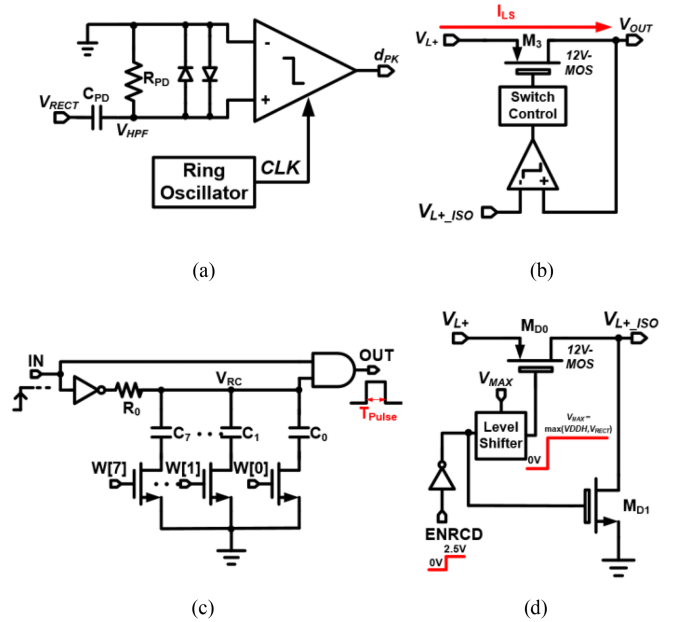 I_LS
V_L+
M_3
V_OUT
12V-
MOS
Switch
Control
V_L+_ISO
-
+
-
+
d_PK
R_PD
C_PD
V_RECT
V_HPF
CLK
Ring
Oscillator
(a)
(b)
IN
OUT
V_RC
R_0
T_Pulse
C_7
C_1
C_0
W[7]
W[1]
W[0]
V_L+
M_D0
V_L+_ISO
12V-
MOS
V_MAX
Level
Shifter
V_MAX=
max(VDDH,V_RECT)
0V
M_D1
ENRCD
2.5V
0V
(c)
(d)